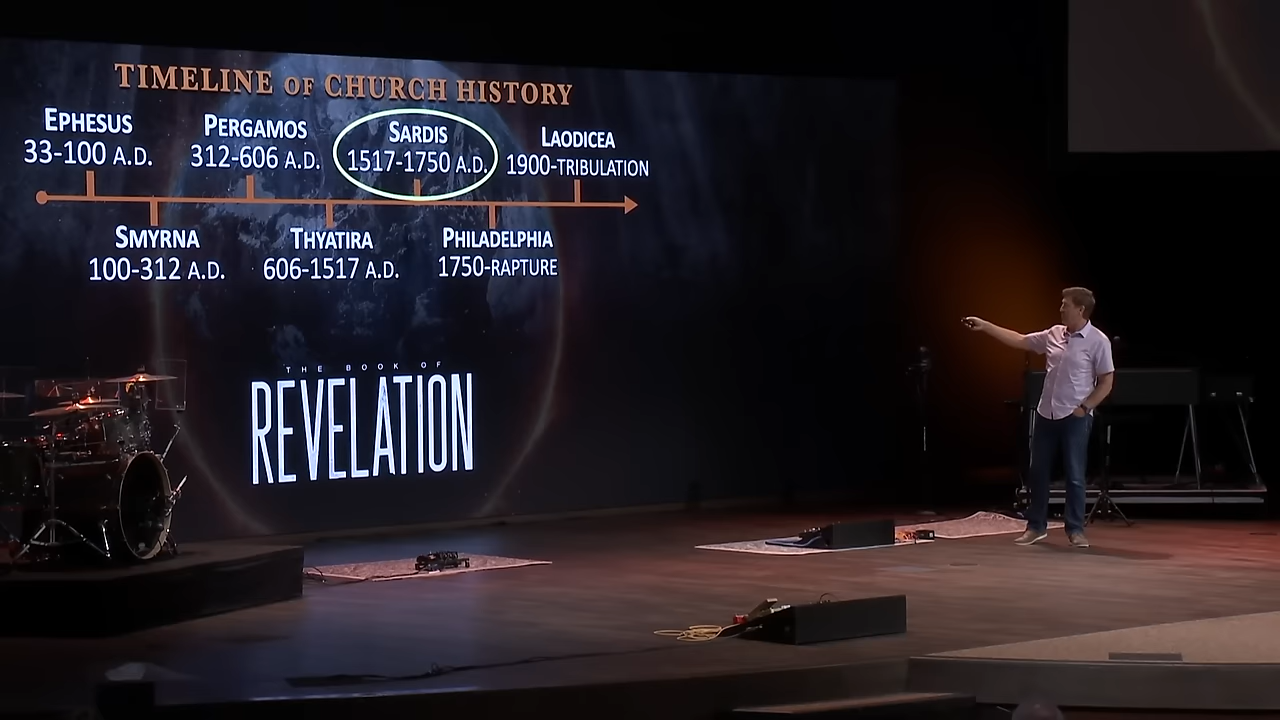 TIMELINE OF CHURCH HISTORY
EPHESUS
33-100 A.D.
PERGAMOS
312-606 A.D.
SARDIS
1517-1750 A.D.
LAODICEA
1900-TRIBULATION
SMYRNA
100-312 A.D.
THYATIRA
606-1517 A.D.
PHILADELPHIA
1750-RAPTURE
THE BOOK OF
REVELATION